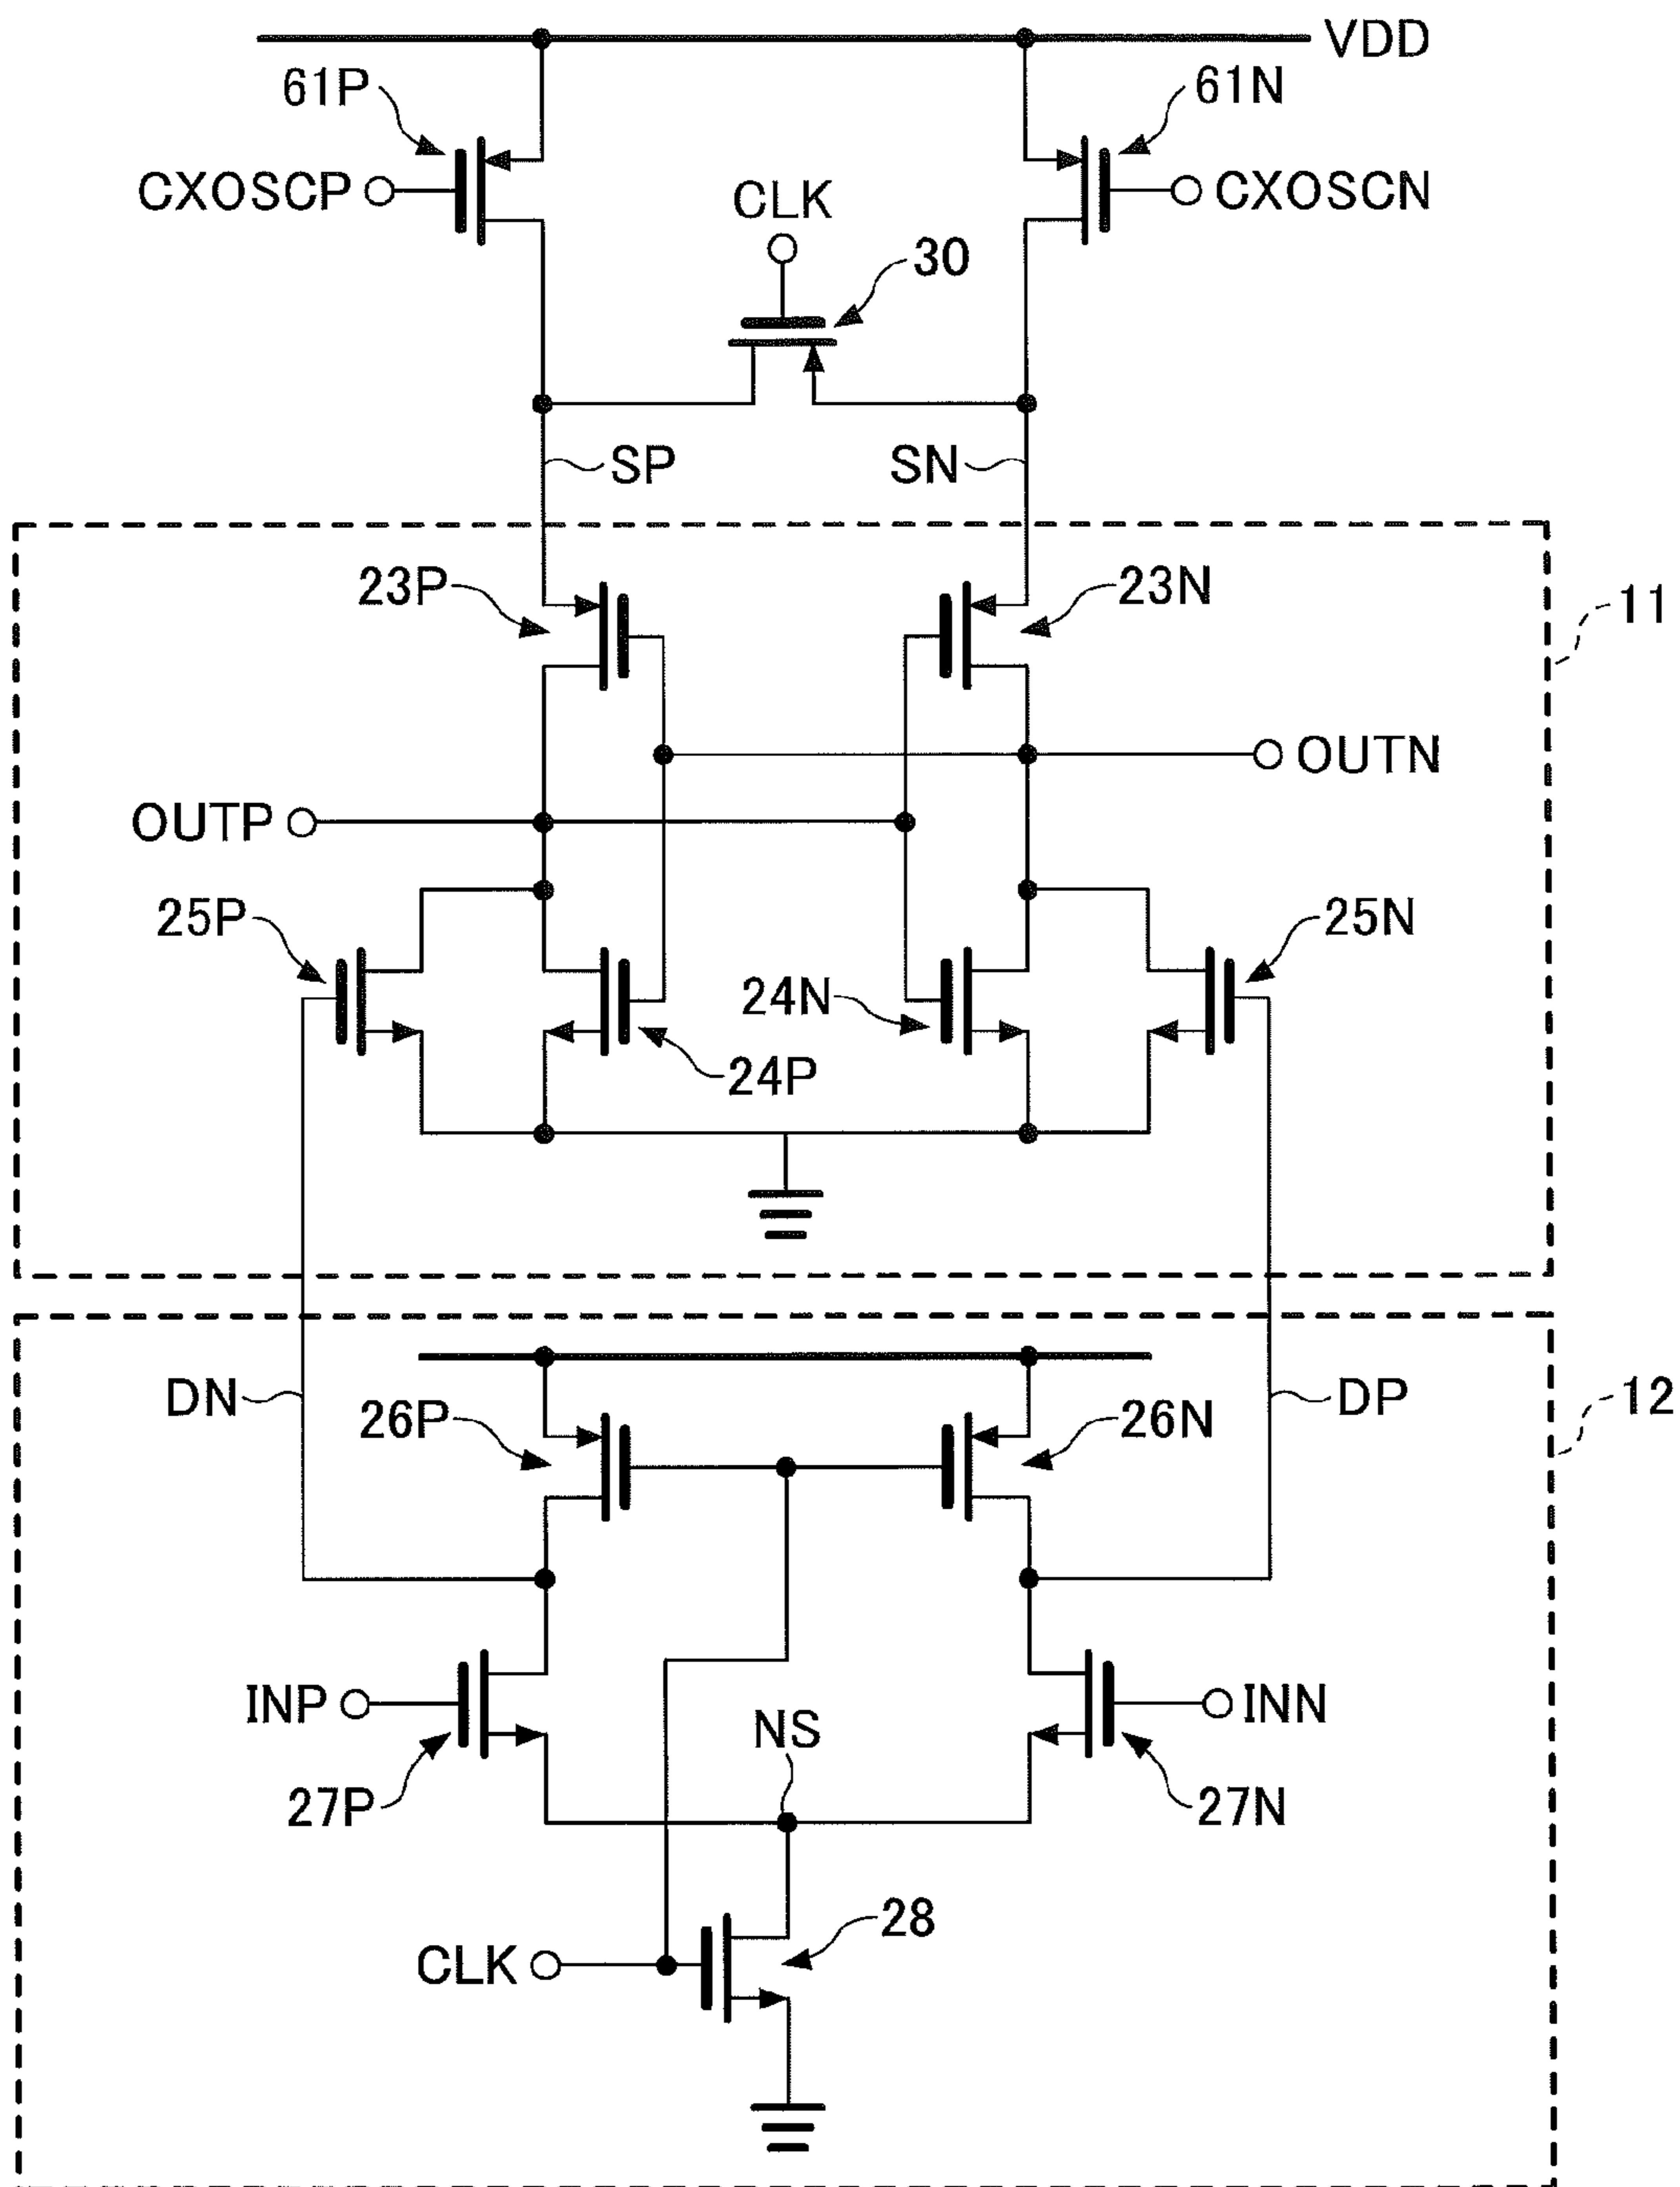 VDD
61P
61N
CXOSCP
CLK
CXOSCN
30
SP
SN
23P
23N
11
OUTN
OUTP
25P
25N
24N
24P
DN
DP
12
26P
26N
INP
INN
NS
27P
27N
28
CLK